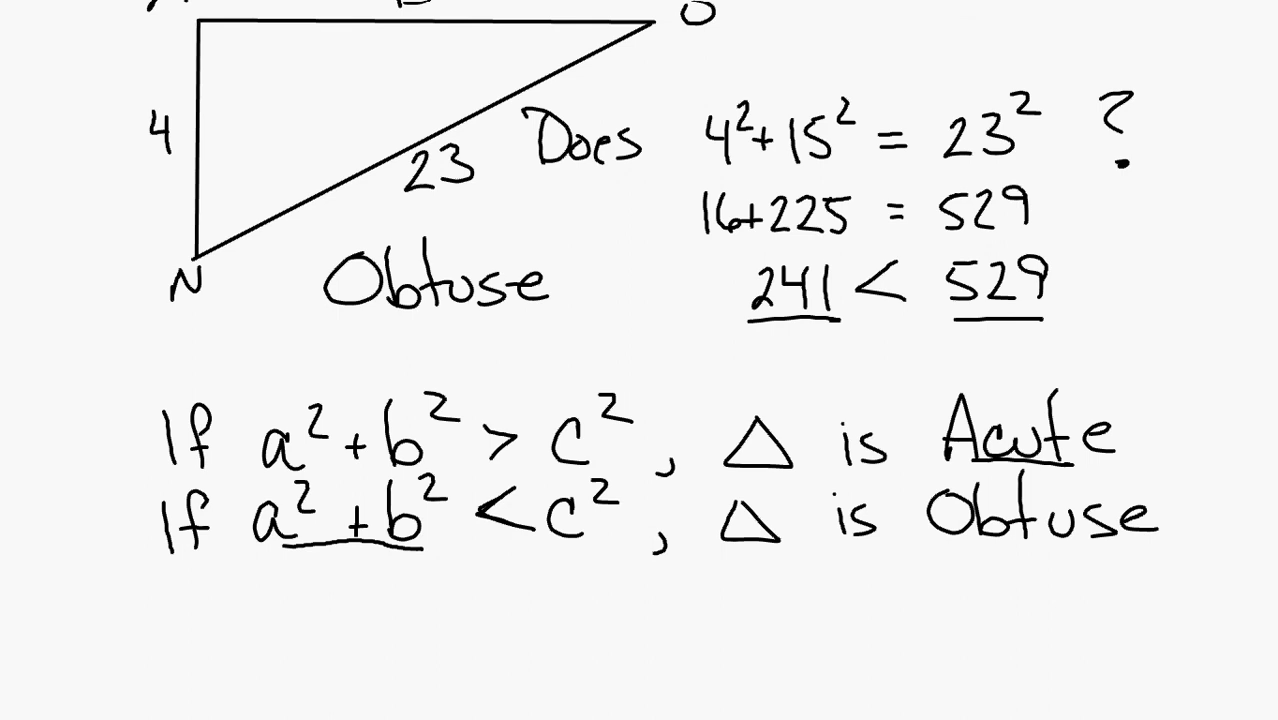 O
4
23
Does 4²+15² = 23² ?
16+225 = 529
N
Obtuse
241 < 529
If a² + b² > c² , △ is Acute
If a² + b² < c² , △ is Obtuse